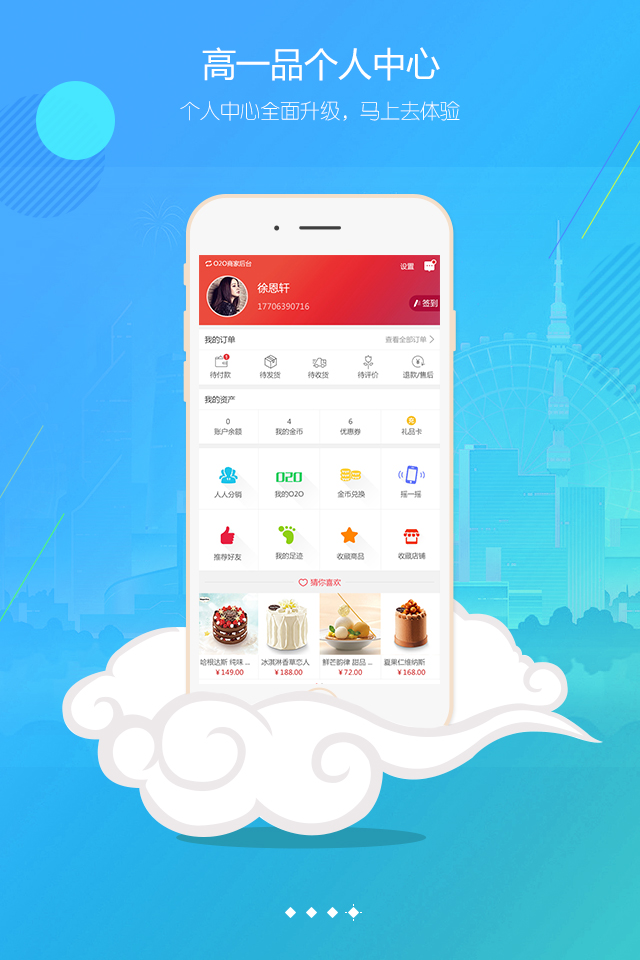 高一品个人中心
个人中心全面升级，马上去体验
O2O商家后台
设置
徐恩轩
17706390716
签到
我的订单
查看全部订单
1
待付款
待发货
待收货
待评价
退款/售后
我的资产
0
4
6
账户余额
我的金币
优惠券
礼品卡
O2O
人人分销
我的O2O
金币兑换
摇一摇
推荐好友
我的足迹
收藏商品
收藏店铺
猜你喜欢
哈根达斯 纯味 ...
冰淇淋香草恋人
鲜芒韵律 甜品 ...
夏果仁维纳斯
¥149.00
¥188.00
¥72.00
¥168.00